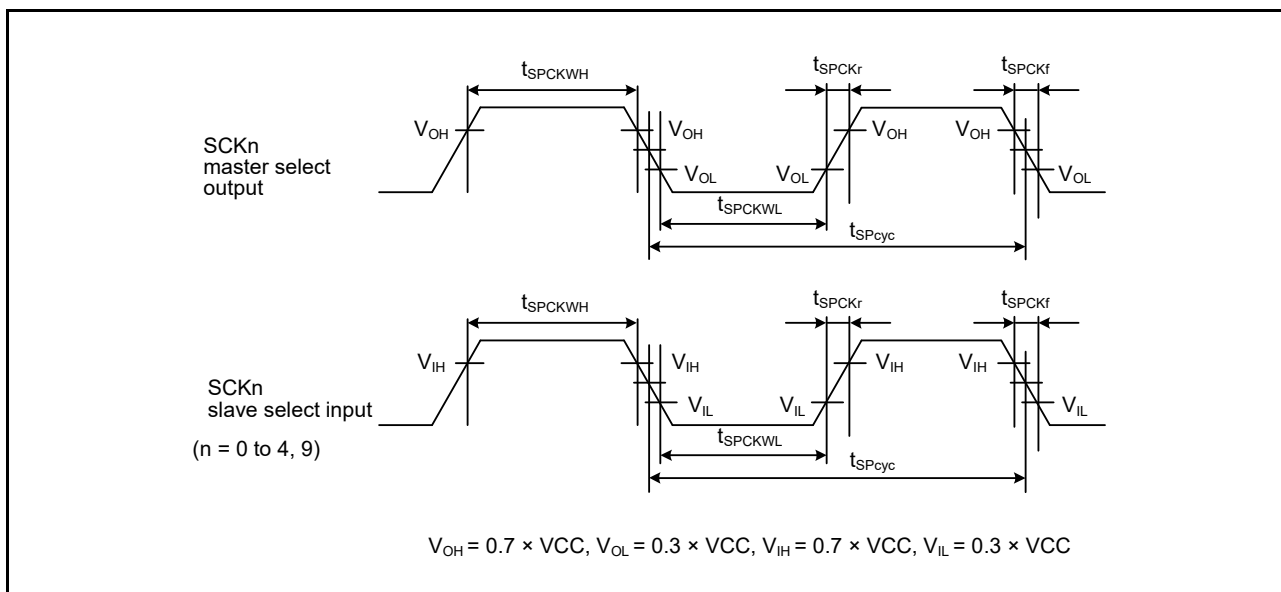 tSPCKWH
tSPCKr
tSPCKf
VOH
VOH
VOH
VOH
SCKn
master select
output
VOL
VOL
VOL
tSPCKWL
tSPcyc
tSPCKWH
tSPCKr
tSPCKf
VIH
VIH
VIH
VIH
SCKn
slave select input
VIL
VIL
VIL
(n = 0 to 4, 9)
tSPCKWL
tSPcyc
VOH = 0.7 × VCC, VOL = 0.3 × VCC, VIH = 0.7 × VCC, VIL = 0.3 × VCC